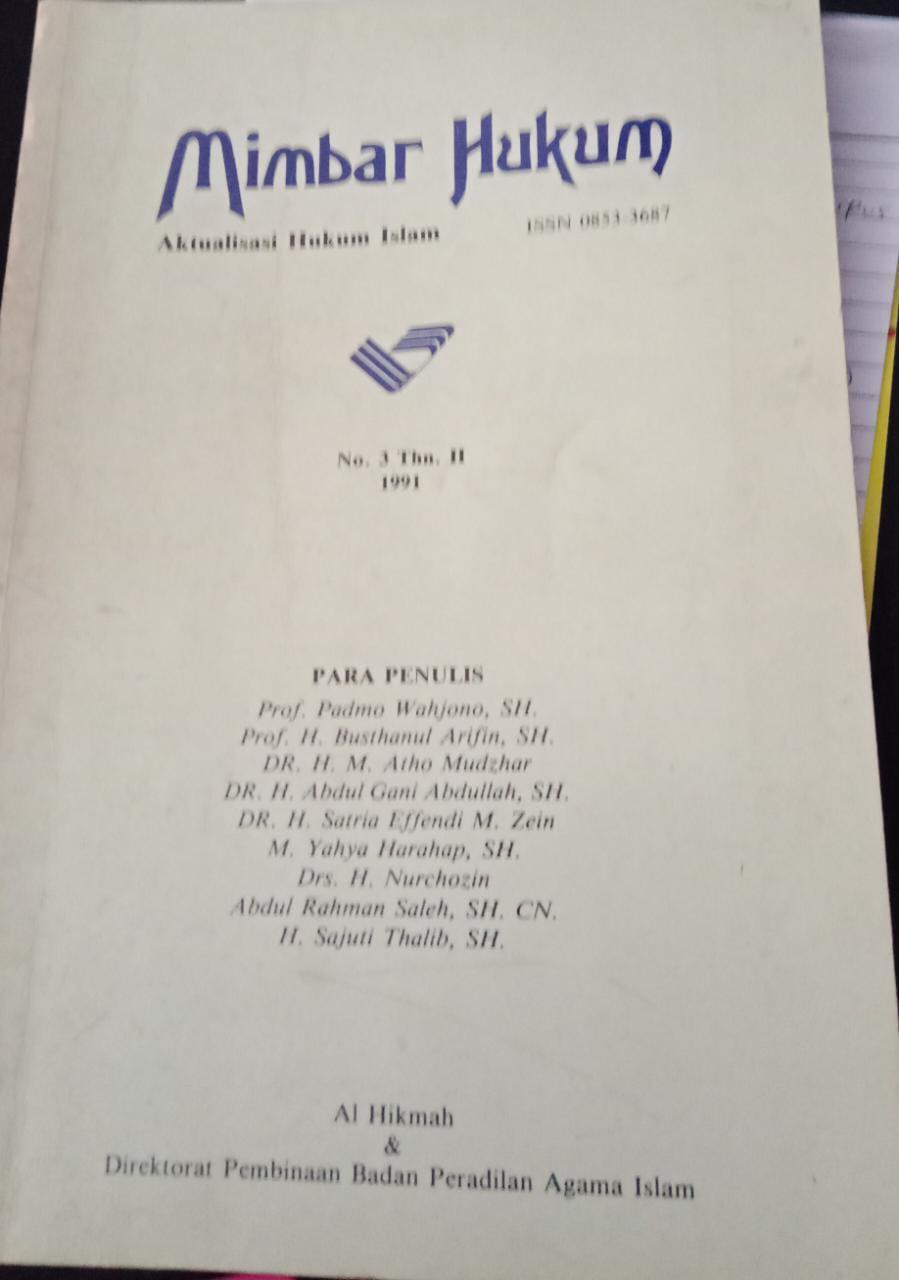 Mimbar Hukum
Aktualisasi Hukum Islam
ISSN 0853-3687
No. 3 Thn. II
1991
PARA PENULIS
Prof. Padmo Wahjono, SH.
Prof. H. Busthanul Arifin, SH.
DR. H. M. Atho Mudzhar
DR. H. Abdul Gani Abdullah, SH.
DR. H. Satria Effendi M. Zein
M. Yahya Harahap, SH.
Drs. H. Nurchozin
Abdul Rahman Saleh, SH. CN.
H. Sajuti Thalib, SH.
Al Hikmah
&
Direktorat Pembinaan Badan Peradilan Agama Islam